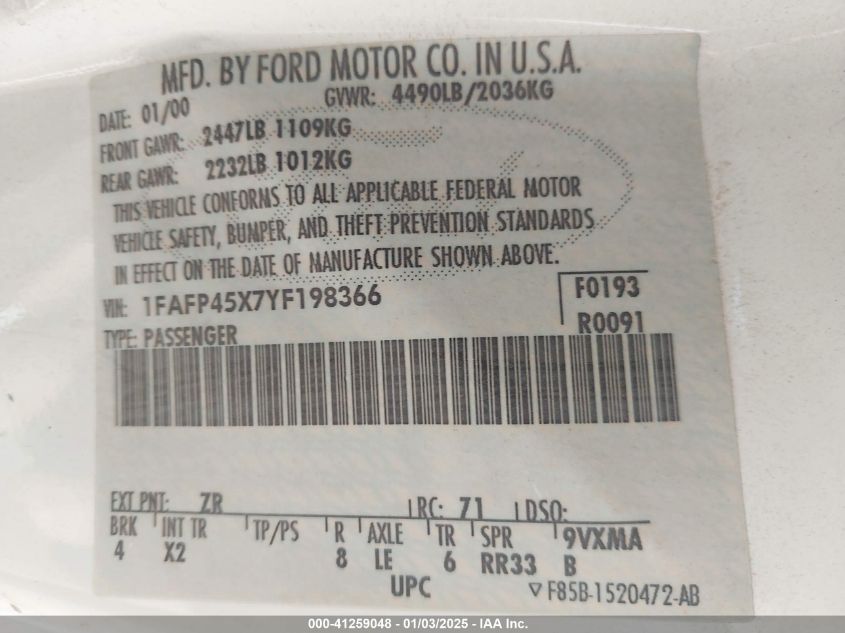 MFD. BY FORD MOTOR CO. IN U.S.A.
DATE: 01/00 GVWR: 4490LB/2036KG
FRONT GAWR: 2447LB 1109KG
REAR GAWR: 2232LB 1012KG
THIS VEHICLE CONFORMS TO ALL APPLICABLE FEDERAL MOTOR
VEHICLE SAFETY, BUMPER, AND THEFT PREVENTION STANDARDS
IN EFFECT ON THE DATE OF MANUFACTURE SHOWN ABOVE.
VIN: 1FAFP45X7YF198366 F0193
TYPE: PASSENGER R0091
EXT PNT: ZR RC: 71 DSO:
BRK INT TR TP/PS R AXLE TR SPR 9VXMA
4 X2 8 LE 6 RR33 B
UPC ▽ F85B-1520472-AB
000-41259048 - 01/03/2025 - IAA Inc.